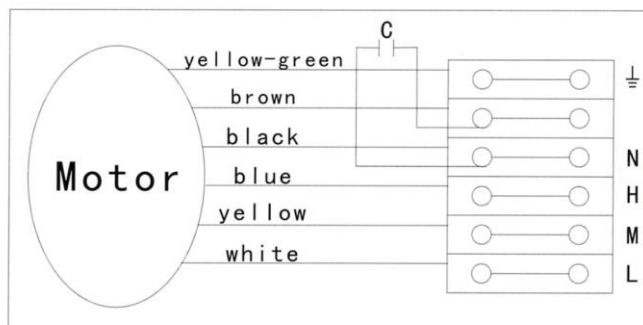 C
yellow-green
brown
black
N
Motor
blue
H
yellow
M
white
L